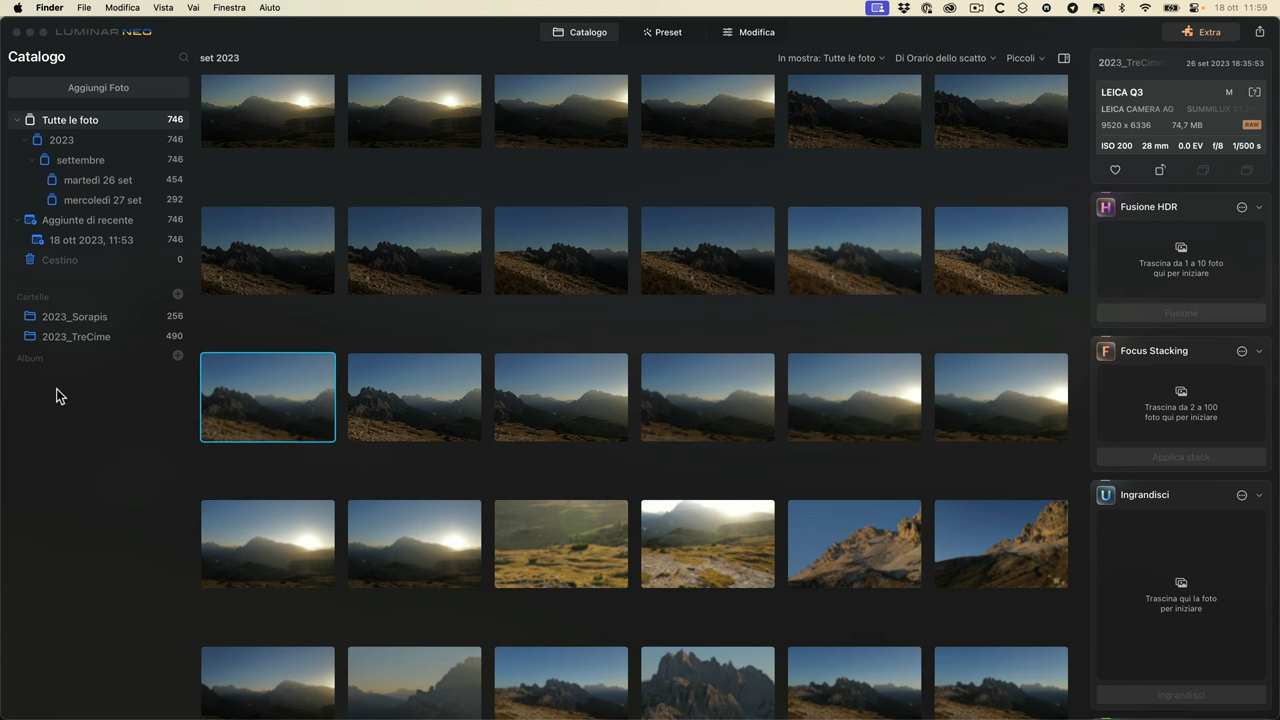 Finder File Modifica Vista Vai Finestra Aiuto
18 ott 11:59
LUMINAR NEO
Catalogo Preset Modifica
Extra
Catalogo
set 2023
In mostra: Tutte le foto
Di Orario dello scatto
Piccoli
Aggiungi Foto
Tutte le foto 746
2023 746
settembre 746
martedì 26 set 454
mercoledì 27 set 292
Aggiunte di recente 746
18 ott 2023, 11:53 746
Cestino 0
Cartelle
2023_Sorapis 256
2023_TreCime 490
Album
2023_TreCime 26 set 2023 18:35:53
LEICA Q3 M
LEICA CAMERA AG SUMMILUX
9520 x 6336 74,7 MB RAW
ISO 200 28 mm 0.0 EV f/8 1/500 s
H Fusione HDR
Trascina da 1 a 10 foto
qui per iniziare
Fusione
F Focus Stacking
Trascina da 2 a 100
foto qui per iniziare
Applica stack
U Ingrandisci
Trascina qui la foto
per iniziare
Ingrandisci